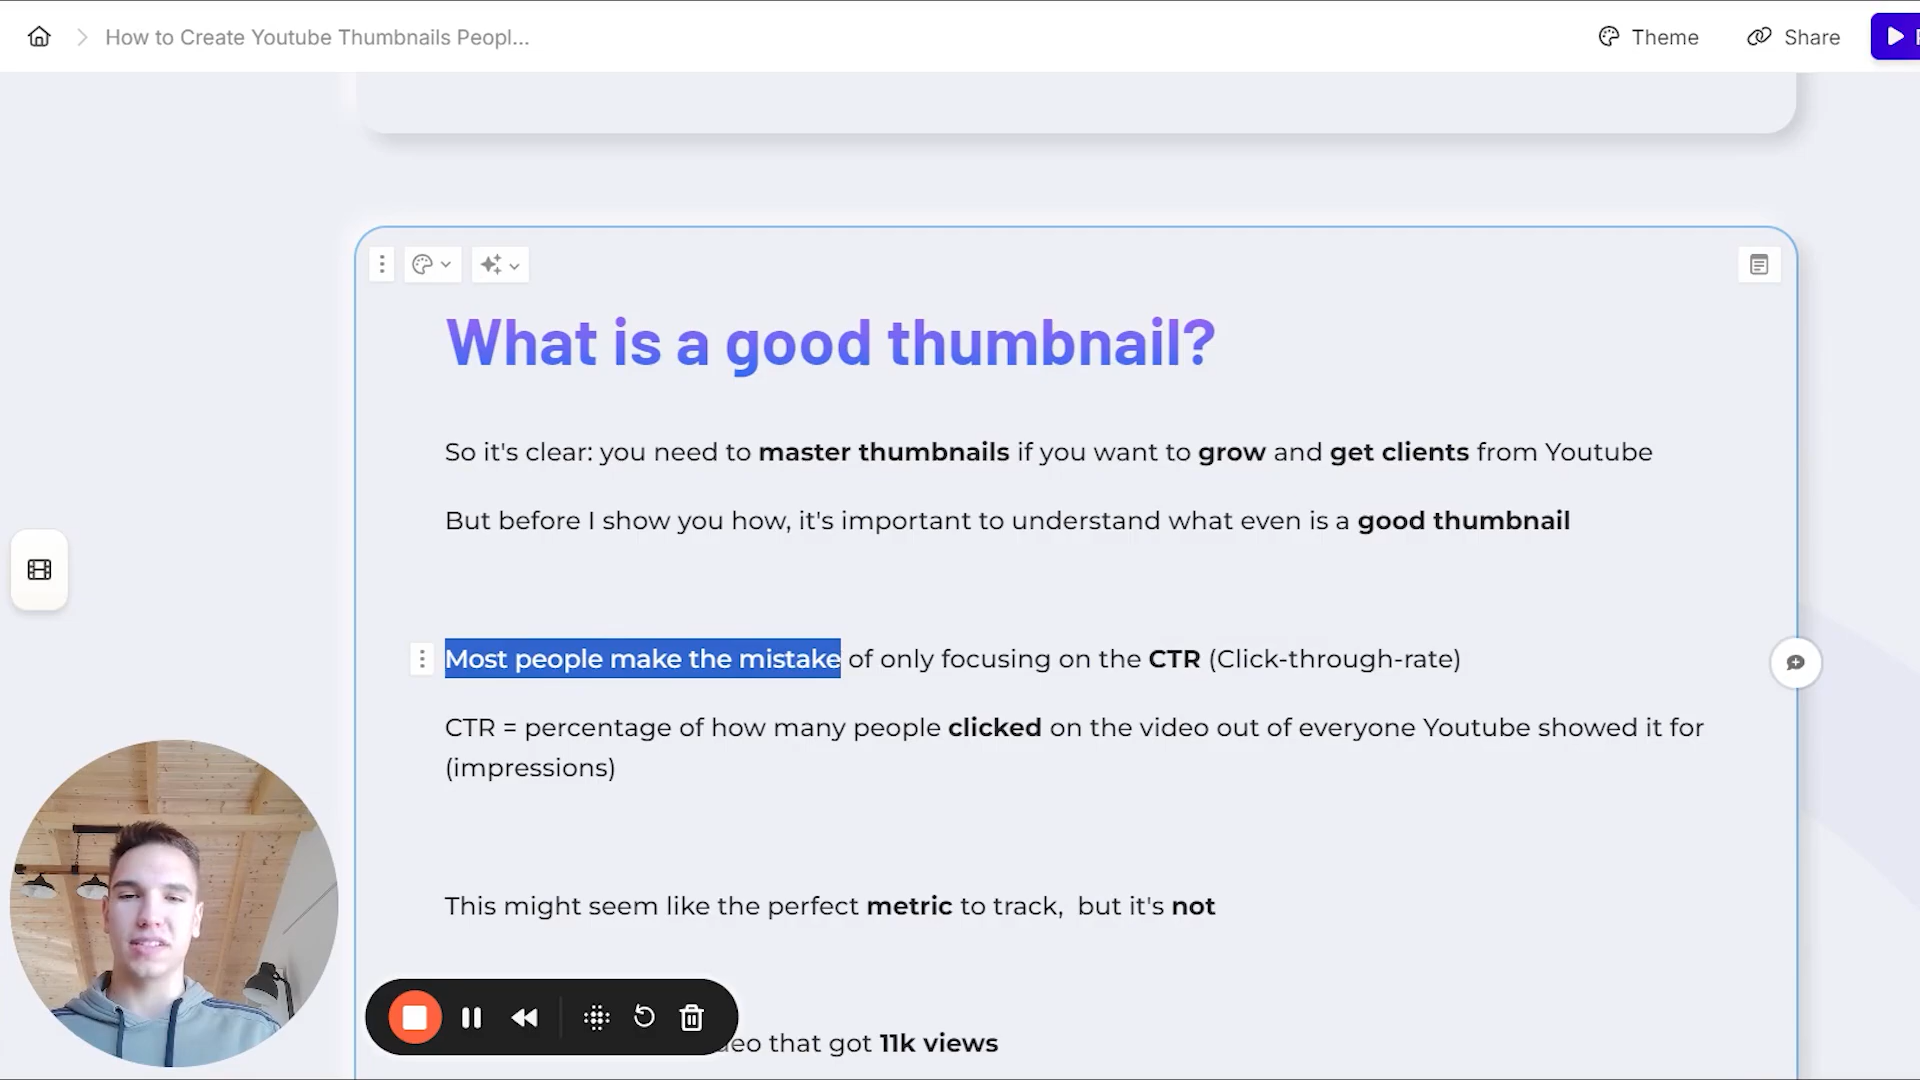 How to Create Youtube Thumbnails Peopl...
Theme
Share
What is a good thumbnail?
So it's clear: you need to master thumbnails if you want to grow and get clients from Youtube
But before I show you how, it's important to understand what even is a good thumbnail
Most people make the mistake of only focusing on the CTR (Click-through-rate)
CTR = percentage of how many people clicked on the video out of everyone Youtube showed it for
(impressions)
This might seem like the perfect metric to track, but it's not
that got 11k views